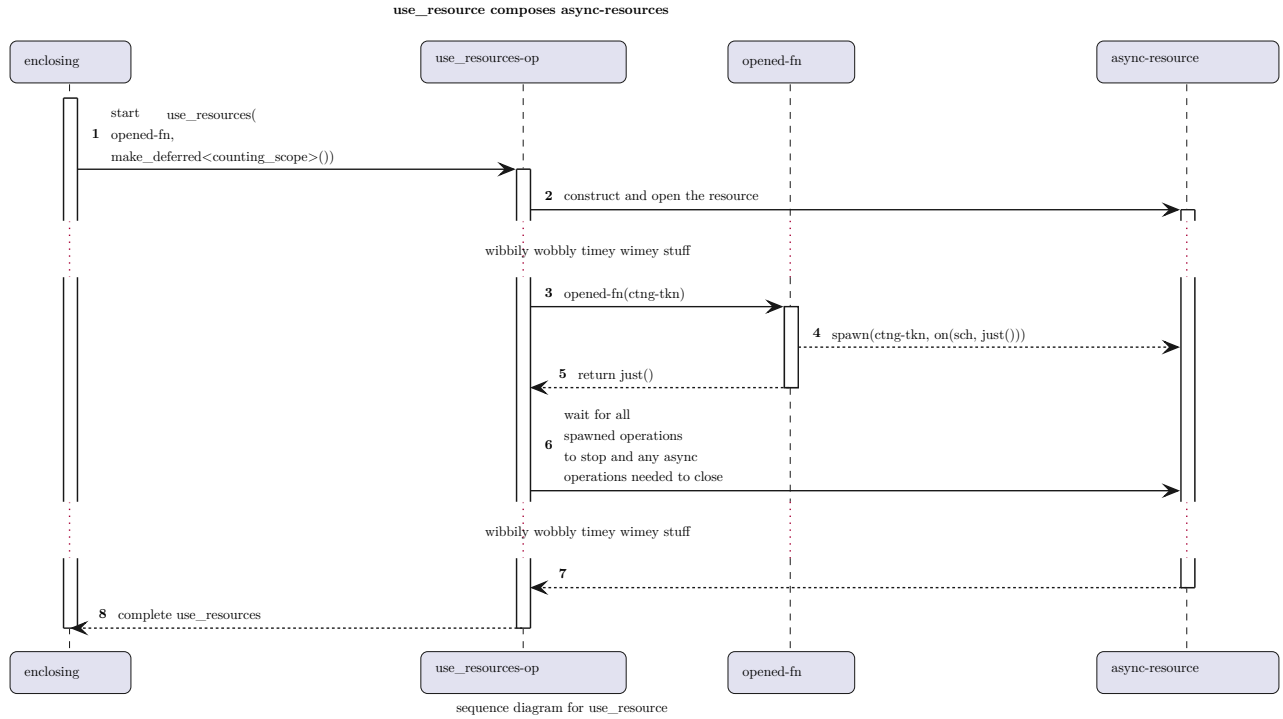 use_resource composes async-resources
enclosing
use_resources-op
opened-fn
async-resource
start use_resources(
1 opened-fn,
make_deferred<counting_scope>())
2 construct and open the resource
wibbily wobbly timey wimey stuff
3 opened-fn(ctng-tkn)
4 spawn(ctng-tkn, on(sch, just()))
5 return just()
wait for all
spawned operations
6
to stop and any async
operations needed to close
wibbily wobbly timey wimey stuff
7
8 complete use_resources
enclosing
use_resources-op
opened-fn
async-resource
sequence diagram for use_resource